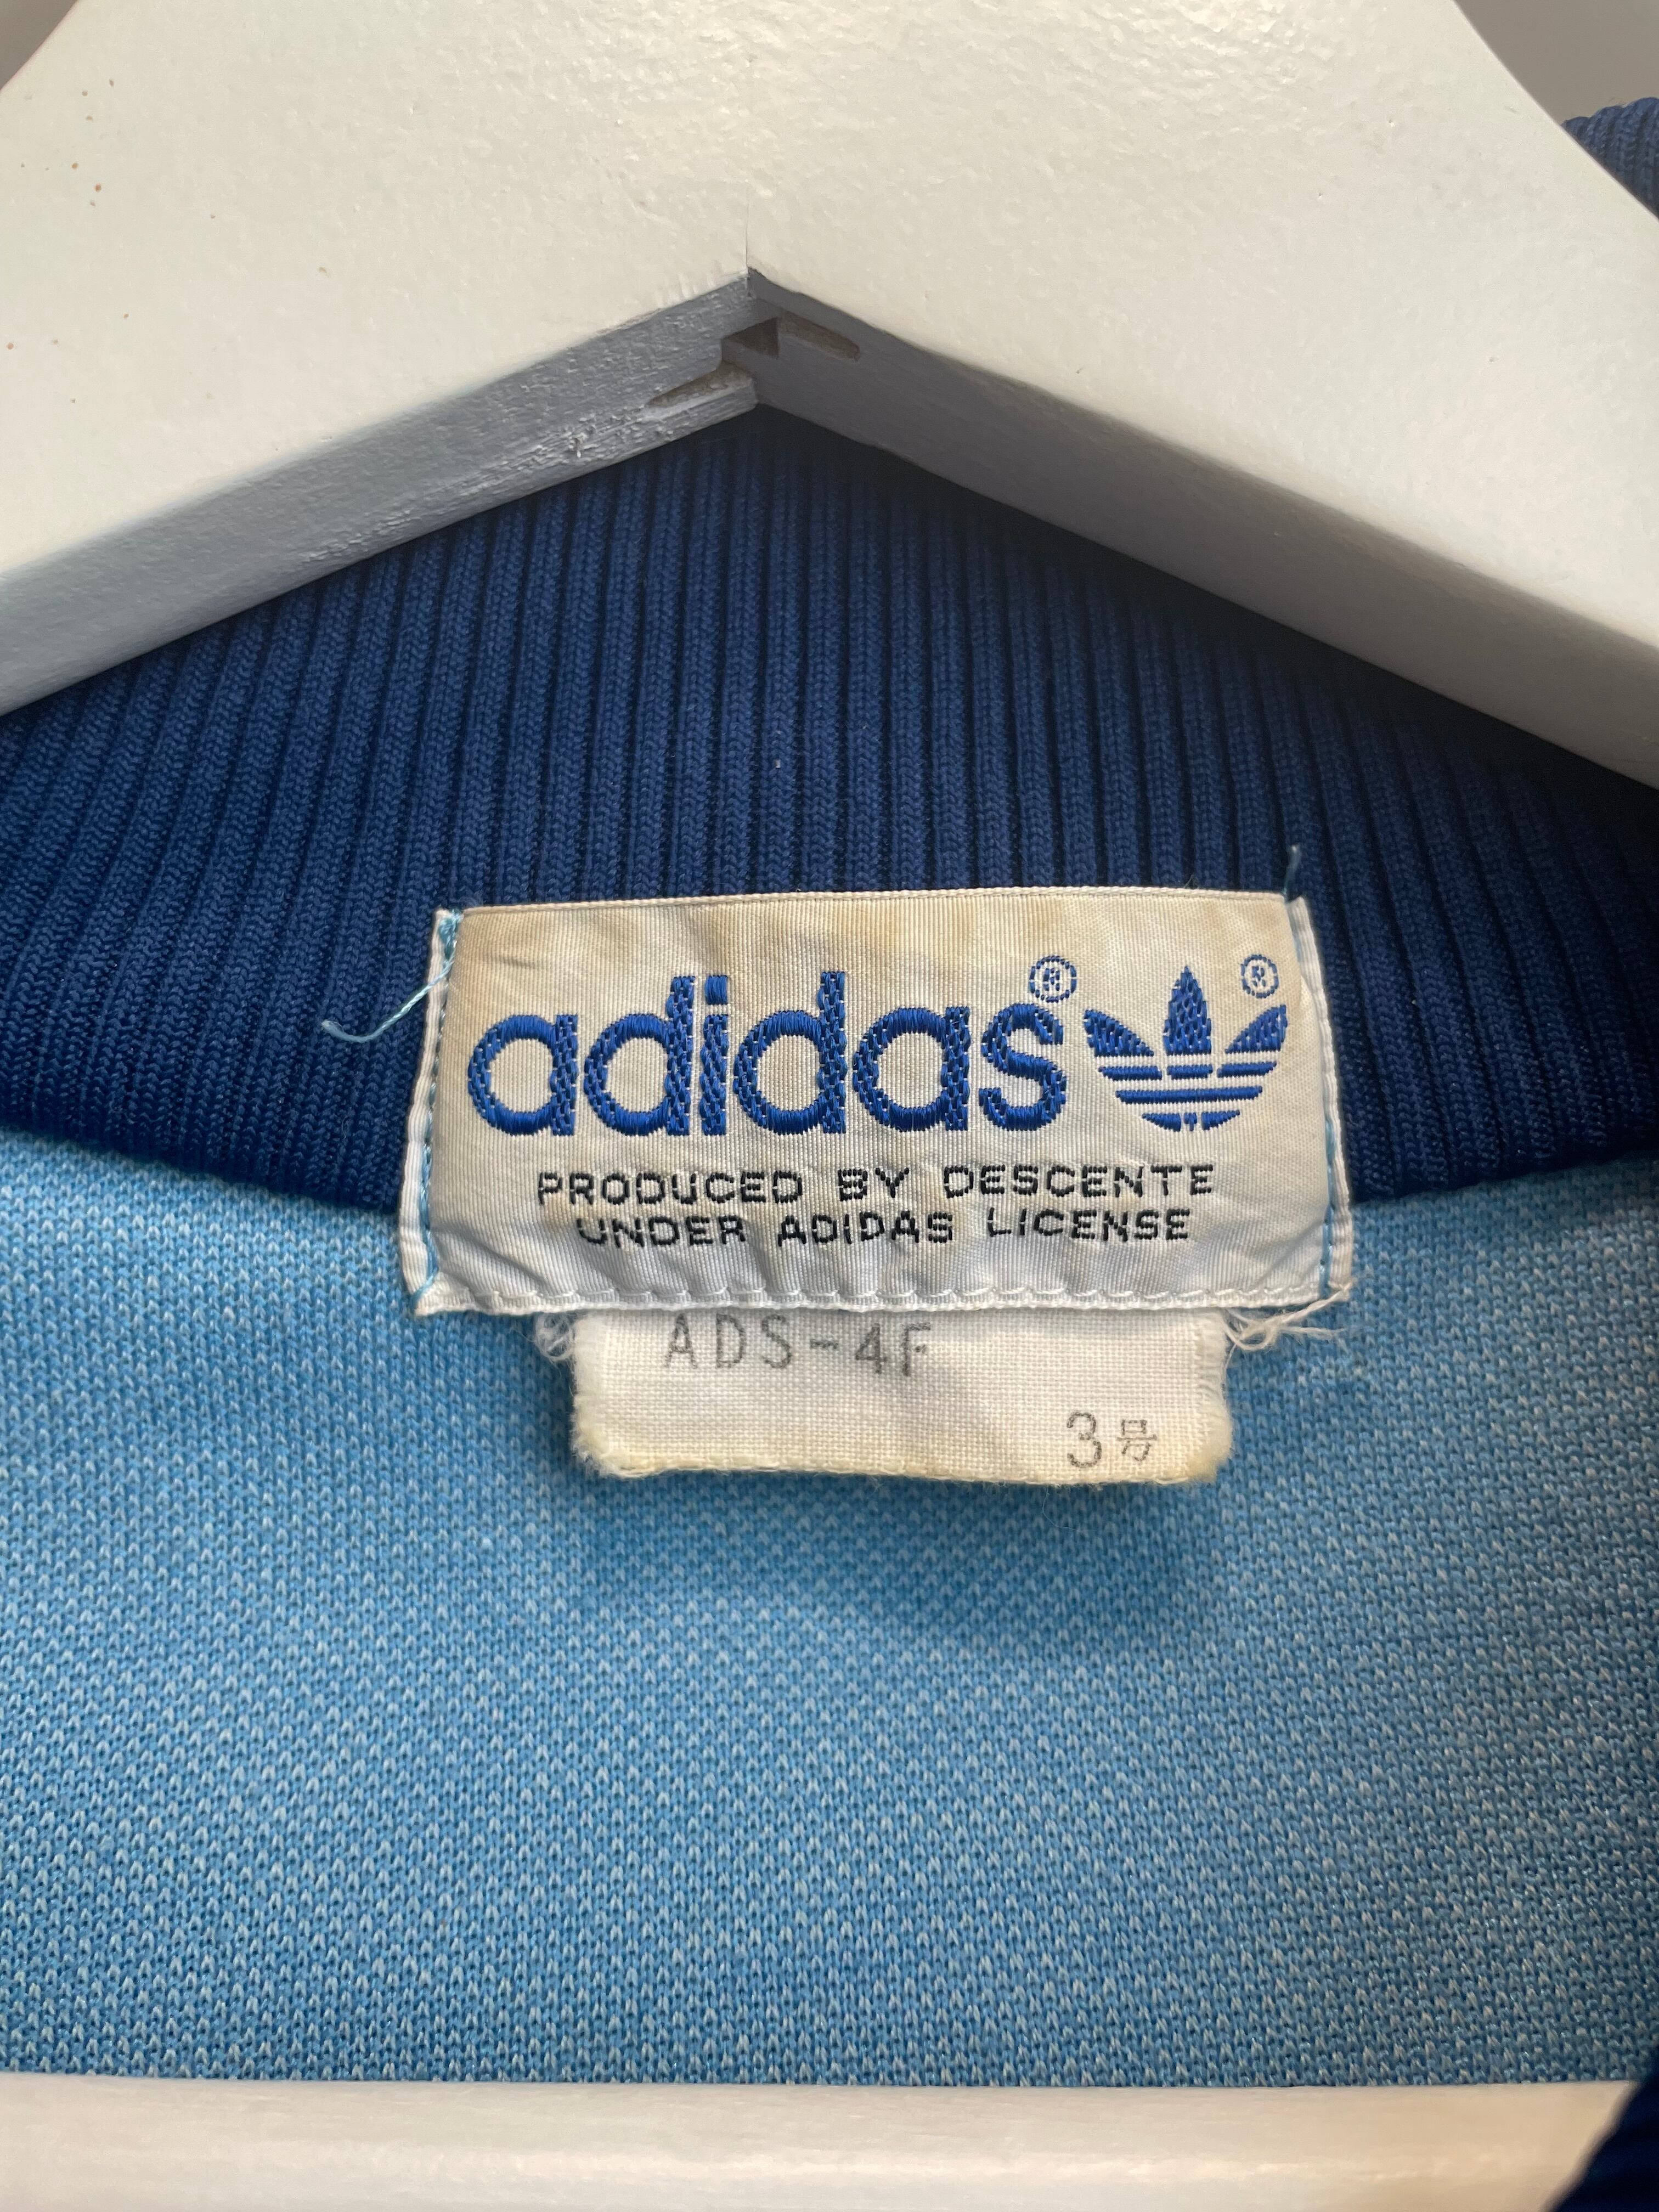 adidas® ®
PRODUCED BY DESCENTE
UNDER ADIDAS LICENSE
ADS-4F
3号